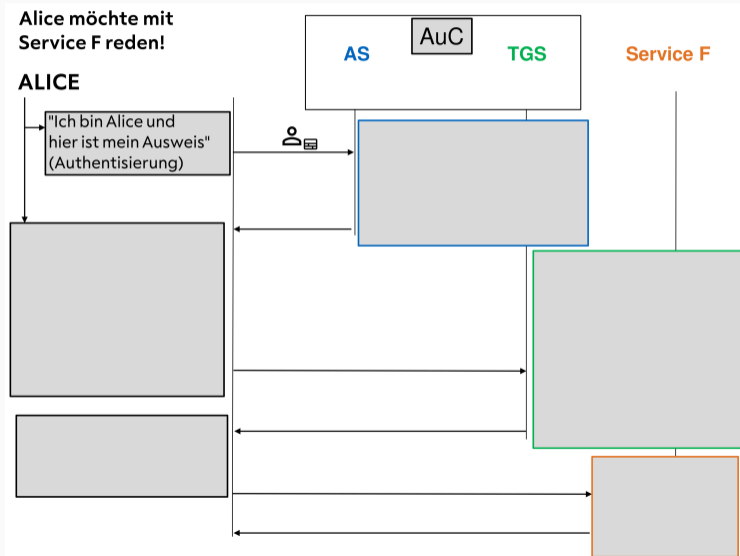 Alice möchte mit
Service F reden!
ALICE
AuC
AS
TGS
Service F
"Ich bin Alice und
hier ist mein Ausweis"
(Authentisierung)